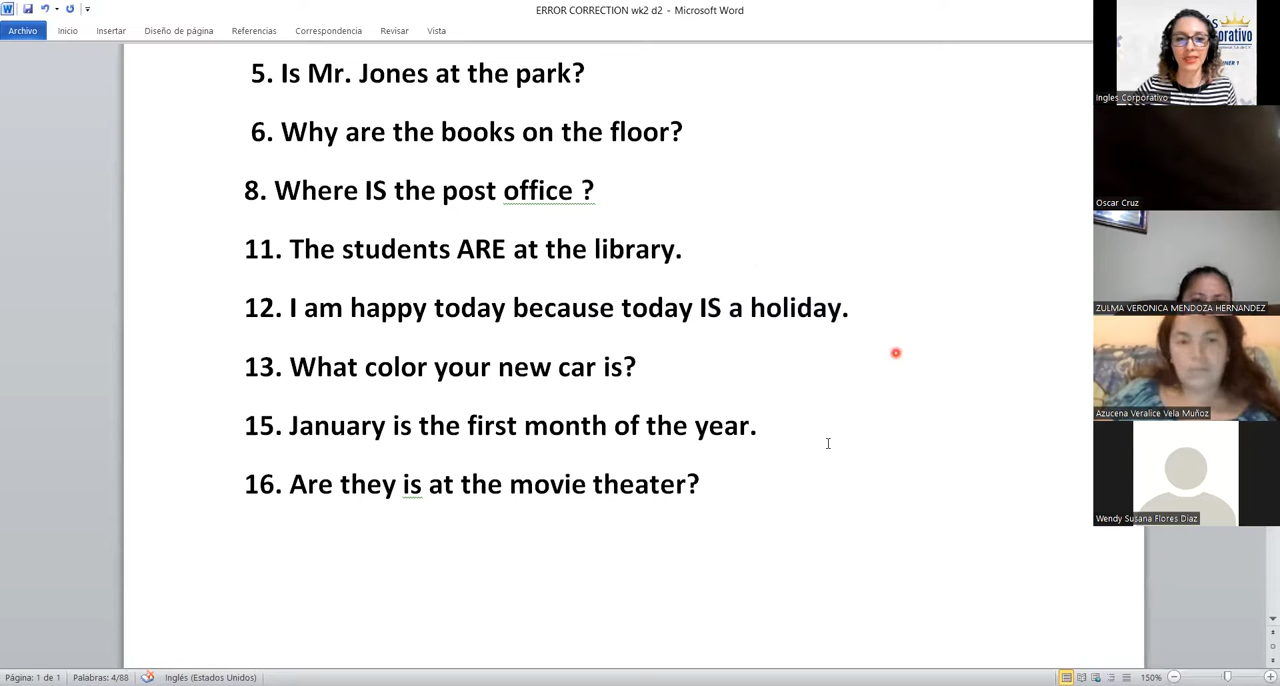 ERROR CORRECTION wk2 d2 - Microsoft Word
Archivo Inicio Insertar Diseño de página Referencias Correspondencia Revisar Vista
5. Is Mr. Jones at the park?
6. Why are the books on the floor?
8. Where IS the post office ?
11. The students ARE at the library.
12. I am happy today because today IS a holiday.
13. What color your new car is?
15. January is the first month of the year.
16. Are they is at the movie theater?
Ingles Corporativo
Oscar Cruz
ZULMA VERONICA MENDOZA HERNANDEZ
Azucena Veralice Vela Muñoz
Wendy Susana Flores Diaz
Página: 1 de 1 Palabras: 4/88 Inglés (Estados Unidos) 150%